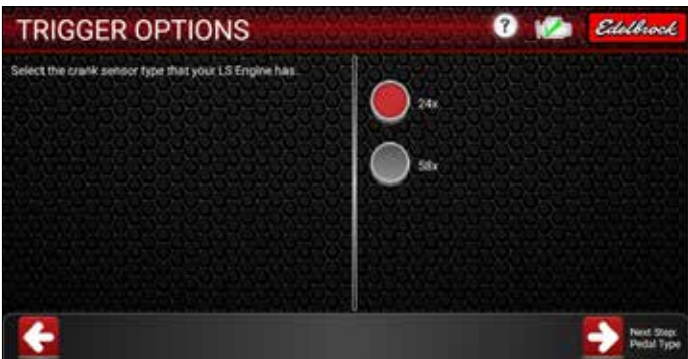 TRIGGER OPTIONS
?
Edelbrock
Select the crank sensor type that your LS Engine has.
24x
58x
Next Step:
Pedal Type